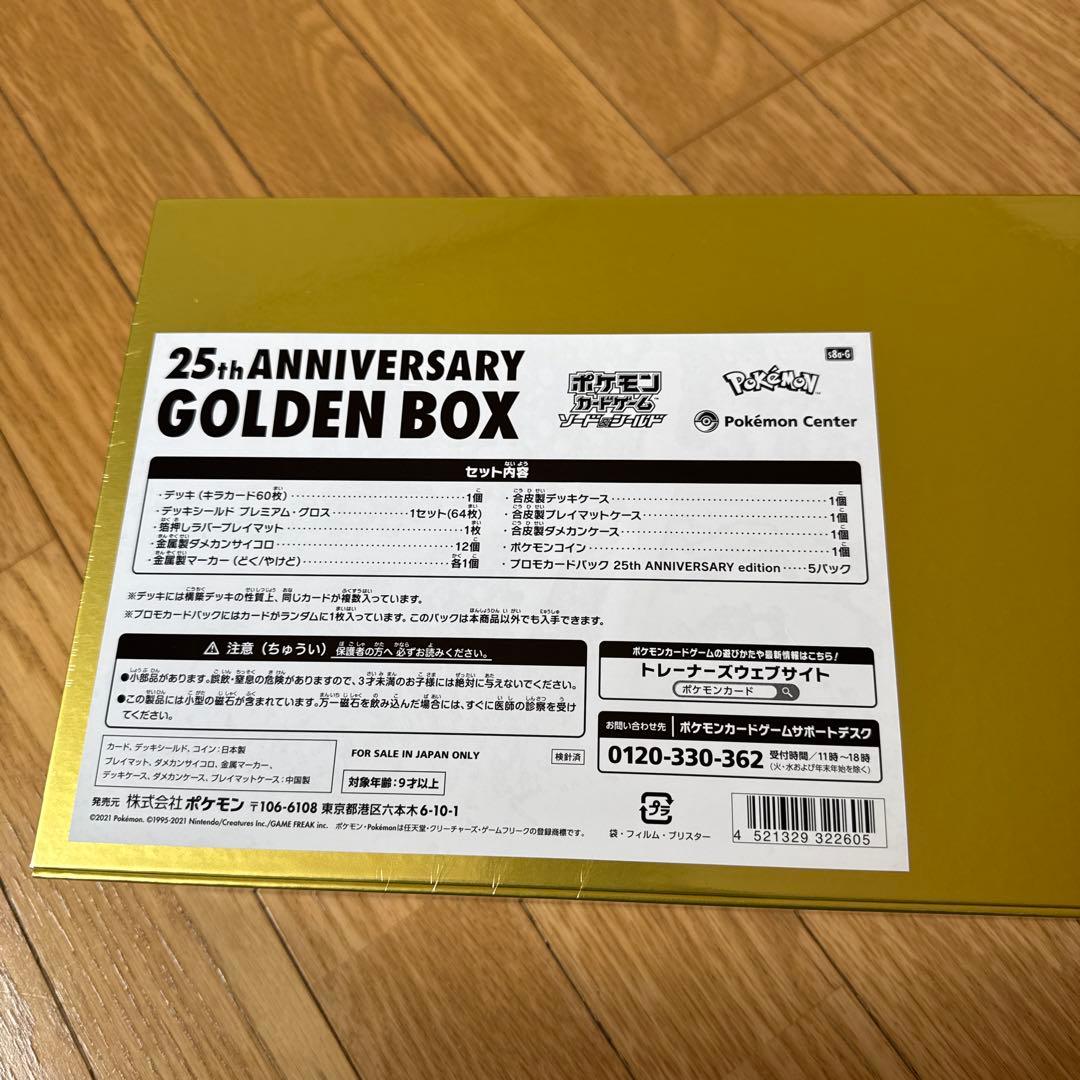 25th ANNIVERSARY
GOLDEN BOX
ポケモン
カードゲーム
ソード&シールド
s8a-G
POKéMON
Pokémon Center
セット内容
・デッキ(キラカード60枚)……………1個
・デッキシールド プレミアム・グロス………1セット(64枚)
・箔押しラバープレイマット……………1枚
・金属製ダメカンサイコロ……………12個
・金属製マーカー(どく/やけど)……………各1個
・合皮製デッキケース……………1個
・合皮製プレイマットケース……………1個
・合皮製ダメカンケース……………1個
・ポケモンコイン……………1個
・プロモカードパック 25th ANNIVERSARY edition……5パック
※デッキには構築デッキの性質上、同じカードが複数入っています。
※プロモカードパックにはカードがランダムに1枚入っています。このパックは本商品以外でも入手できます。
⚠ 注意(ちゅうい) 保護者の方へ 必ずお読みください。
●小部品があります。誤飲・窒息の危険がありますので、3才未満のお子様には絶対に与えないでください。
●この製品には小型の磁石が含まれています。万一磁石を飲み込んだ場合には、すぐに医師の診察を受け
てください。
ポケモンカードゲームの遊びかたや最新情報はこちら!
トレーナーズウェブサイト
ポケモンカード
お問い合わせ先 ポケモンカードゲームサポートデスク
0120-330-362 受付時間/11時~18時
(火・水および年末年始を除く)
カード、デッキシールド、コイン:日本製
プレイマット、ダメカンサイコロ、金属マーカー、
デッキケース、ダメカンケース、プレイマットケース:中国製
FOR SALE IN JAPAN ONLY
検針済
対象年齢:9才以上
発売元 株式会社 ポケモン 〒106-6108 東京都港区六本木6-10-1
©2021 Pokémon. ©1995-2021 Nintendo/Creatures Inc./GAME FREAK inc. ポケモン・Pokémonは任天堂・クリーチャーズ・ゲームフリークの登録商標です。
プラ
袋・フィルム・ブリスター
4 521329 322605